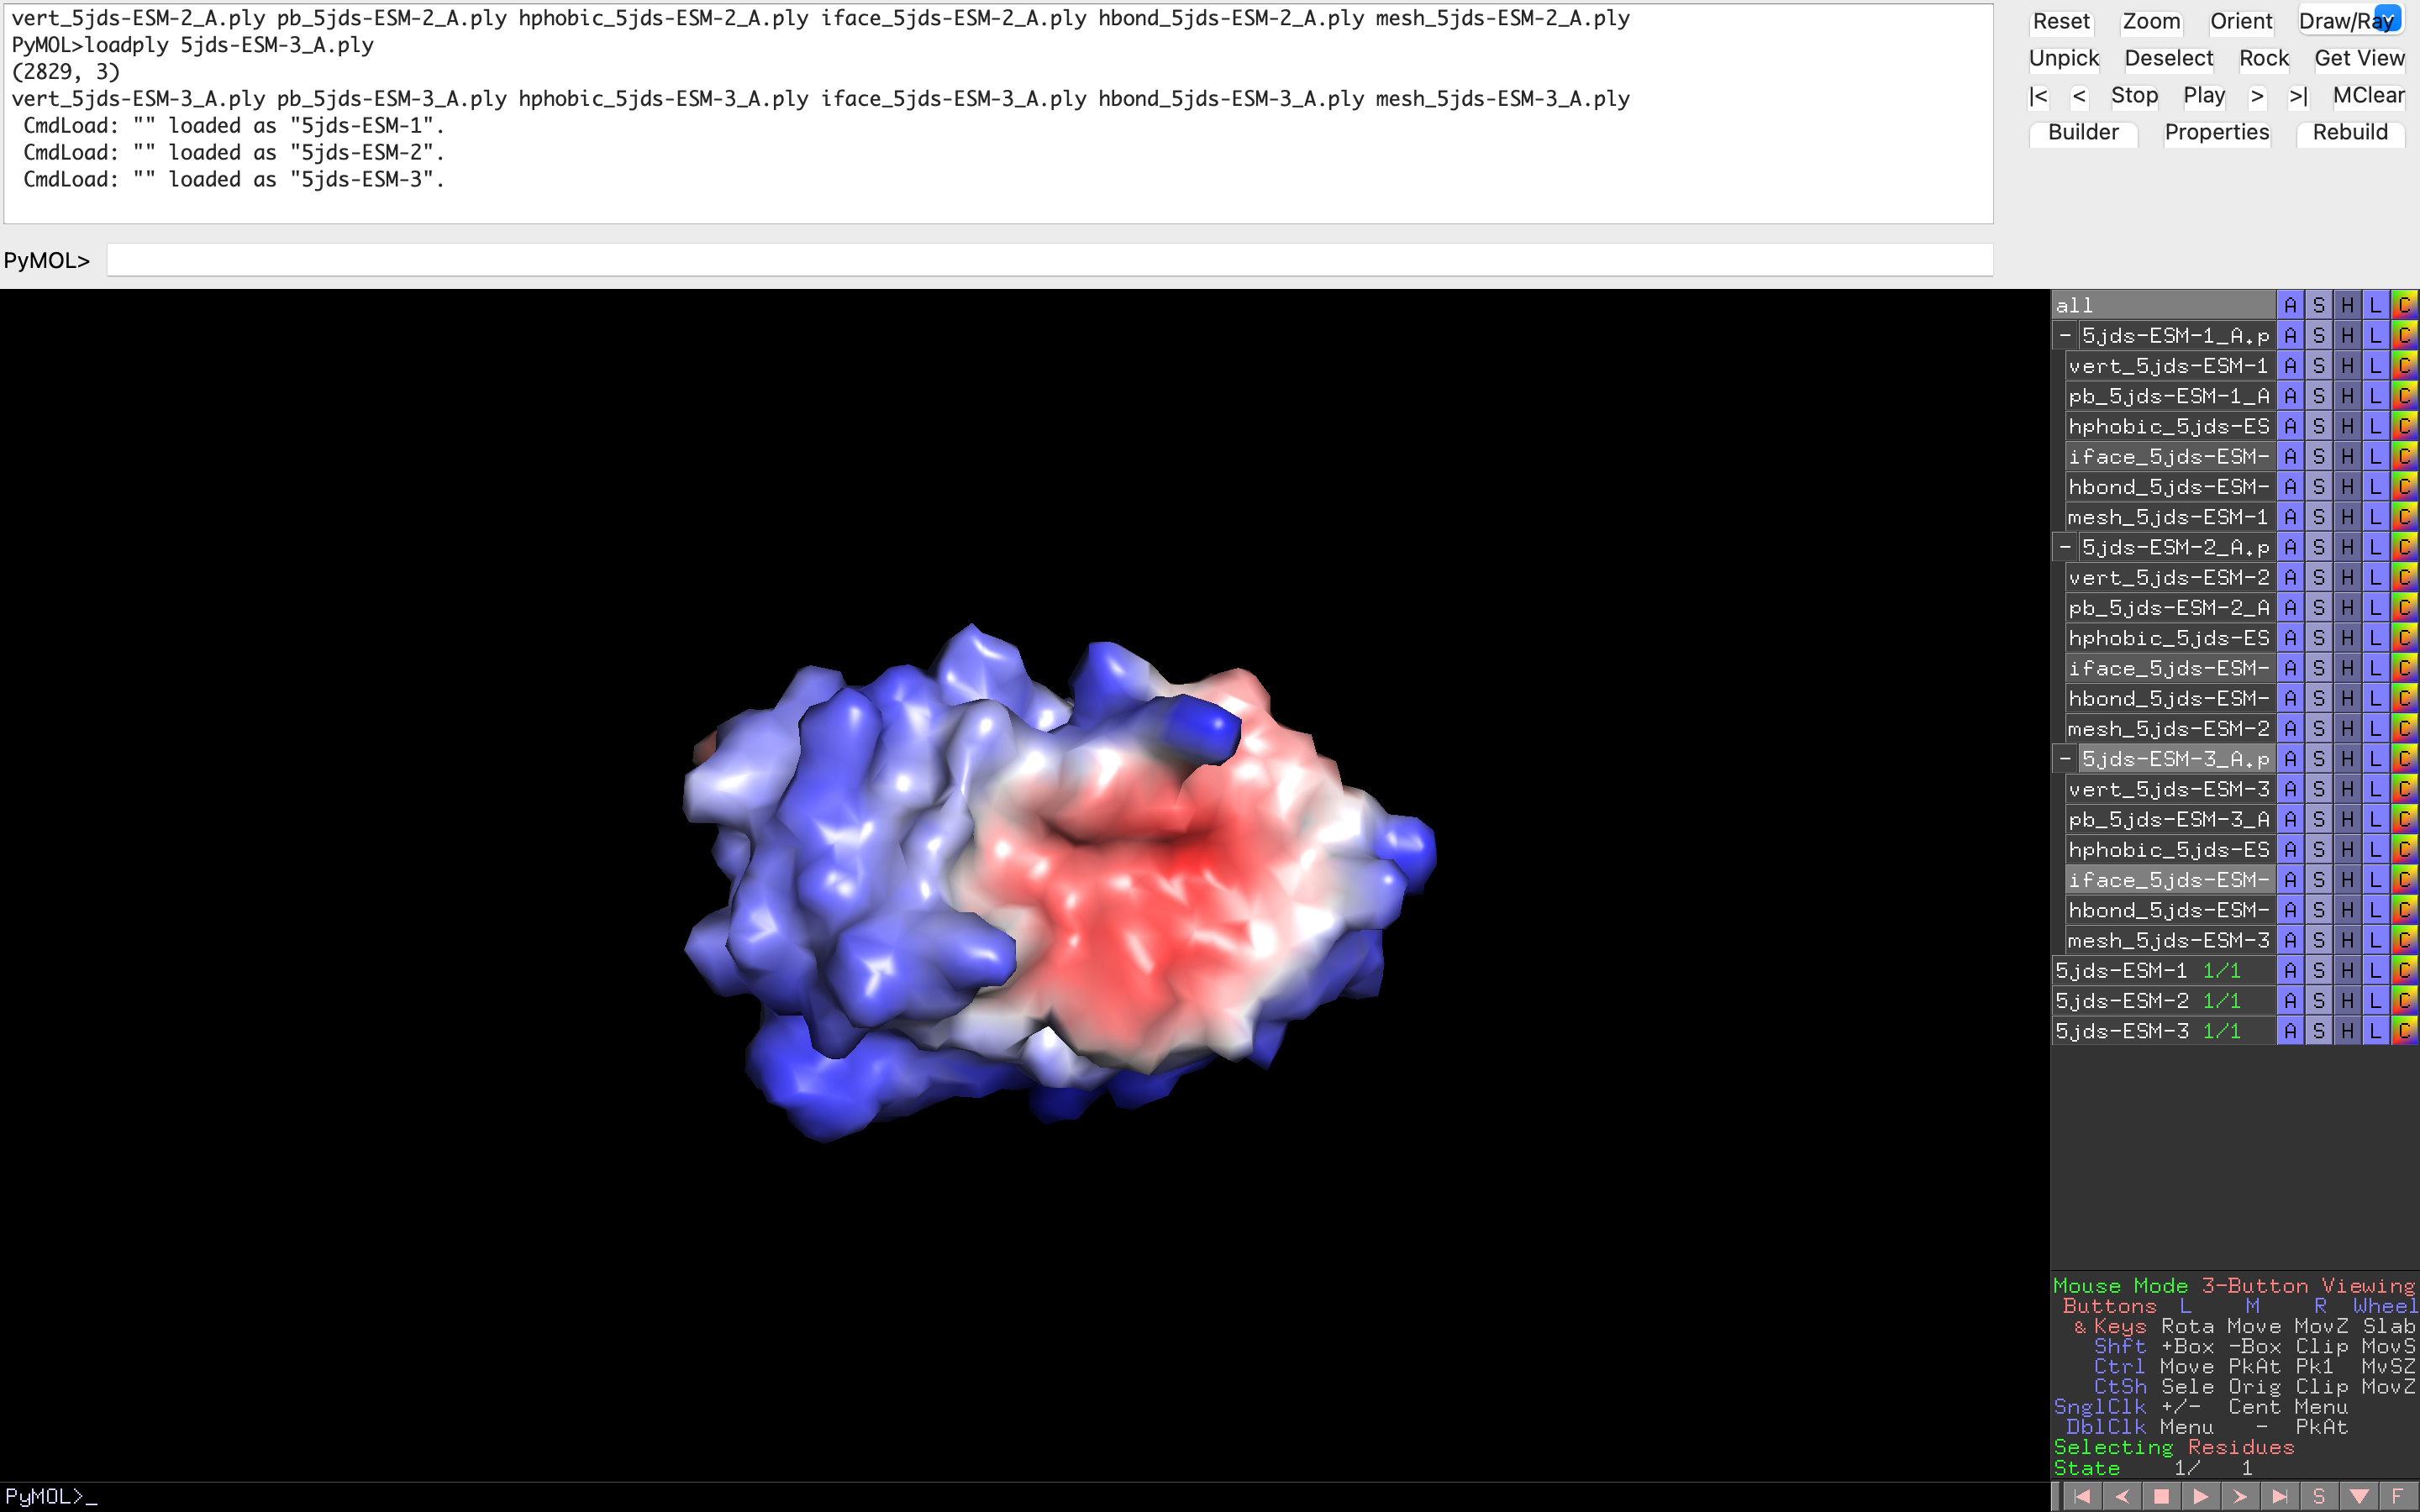 vert_5jds-ESM-2_A.ply pb_5jds-ESM-2_A.ply hphobic_5jds-ESM-2_A.ply iface_5jds-ESM-2_A.ply hbond_5jds-ESM-2_A.ply mesh_5jds-ESM-2_A.ply
PyMOL>loadply 5jds-ESM-3_A.ply
(2829, 3)
vert_5jds-ESM-3_A.ply pb_5jds-ESM-3_A.ply hphobic_5jds-ESM-3_A.ply iface_5jds-ESM-3_A.ply hbond_5jds-ESM-3_A.ply mesh_5jds-ESM-3_A.ply
CmdLoad: "" loaded as "5jds-ESM-1".
CmdLoad: "" loaded as "5jds-ESM-2".
CmdLoad: "" loaded as "5jds-ESM-3".
PyMOL>
Reset Zoom Orient Draw/Ray
Unpick Deselect Rock Get View
|< < Stop Play > >| MClear
Builder Properties Rebuild
all A S H L C
- 5jds-ESM-1_A.p A S H L C
vert_5jds-ESM-1 A S H L C
pb_5jds-ESM-1_A A S H L C
hphobic_5jds-ES A S H L C
iface_5jds-ESM- A S H L C
hbond_5jds-ESM- A S H L C
mesh_5jds-ESM-1 A S H L C
- 5jds-ESM-2_A.p A S H L C
vert_5jds-ESM-2 A S H L C
pb_5jds-ESM-2_A A S H L C
hphobic_5jds-ES A S H L C
iface_5jds-ESM- A S H L C
hbond_5jds-ESM- A S H L C
mesh_5jds-ESM-2 A S H L C
- 5jds-ESM-3_A.p A S H L C
vert_5jds-ESM-3 A S H L C
pb_5jds-ESM-3_A A S H L C
hphobic_5jds-ES A S H L C
iface_5jds-ESM- A S H L C
hbond_5jds-ESM- A S H L C
mesh_5jds-ESM-3 A S H L C
5jds-ESM-1 1/1 A S H L C
5jds-ESM-2 1/1 A S H L C
5jds-ESM-3 1/1 A S H L C
Mouse Mode 3-Button Viewing
Buttons L M R Wheel
& Keys Rota Move MovZ Slab
Shft +Box -Box Clip MovS
Ctrl Move PkAt Pk1 MvSZ
CtSh Sele Orig Clip MovZ
SnglClk +/- Cent Menu
DblClk Menu - PkAt
Selecting Residues
State 1/ 1
PyMOL>_
S F